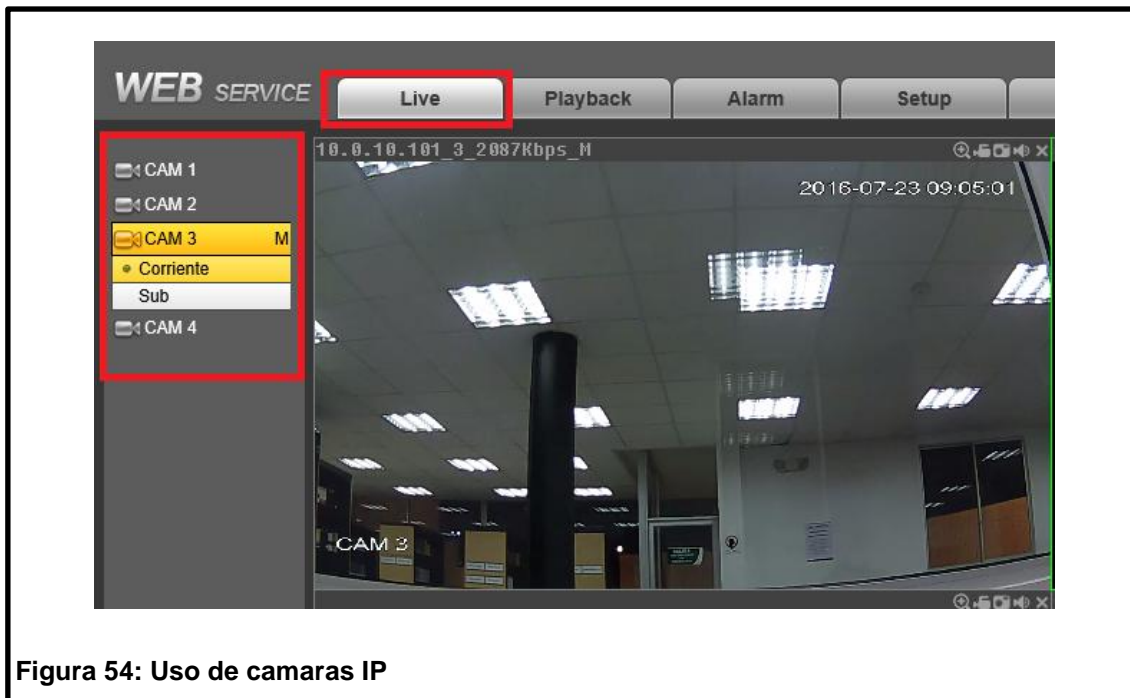 WEB SERVICE
Live
Playback
Alarm
Setup
CAM 1
CAM 2
CAM 3 M
Corriente
Sub
CAM 4
10.0.10.101_3_2087Kbps_M
2016-07-23 09:05:01
CAM 3
Figura 54: Uso de camaras IP